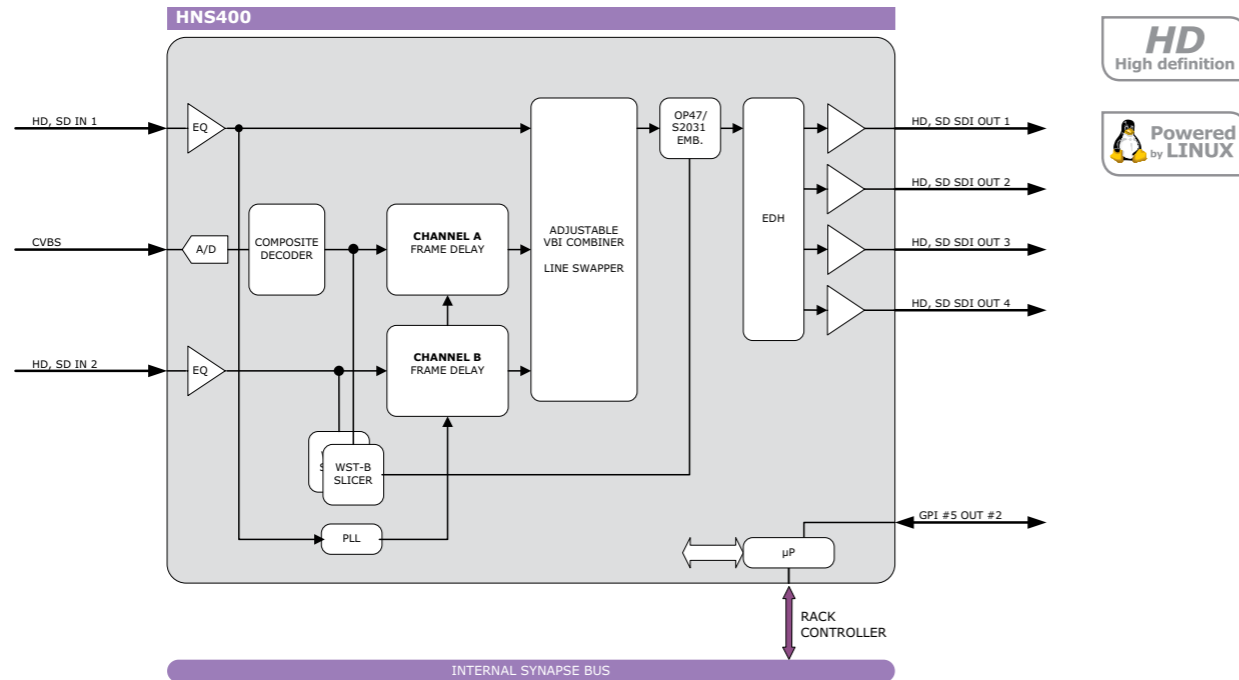 HNS400
HD
High definition
Powered
by LINUX
HD, SD IN 1
EQ
OP47/
S2031
EMB.
HD, SD SDI OUT 1
HD, SD SDI OUT 2
CVBS
A/D
COMPOSITE
DECODER
CHANNEL A
FRAME DELAY
ADJUSTABLE
VBI COMBINER
LINE SWAPPER
EDH
HD, SD SDI OUT 3
HD, SD SDI OUT 4
HD, SD IN 2
EQ
CHANNEL B
FRAME DELAY
WST-B
SLICER
PLL
GPI #5 OUT #2
µP
RACK
CONTROLLER
INTERNAL SYNAPSE BUS